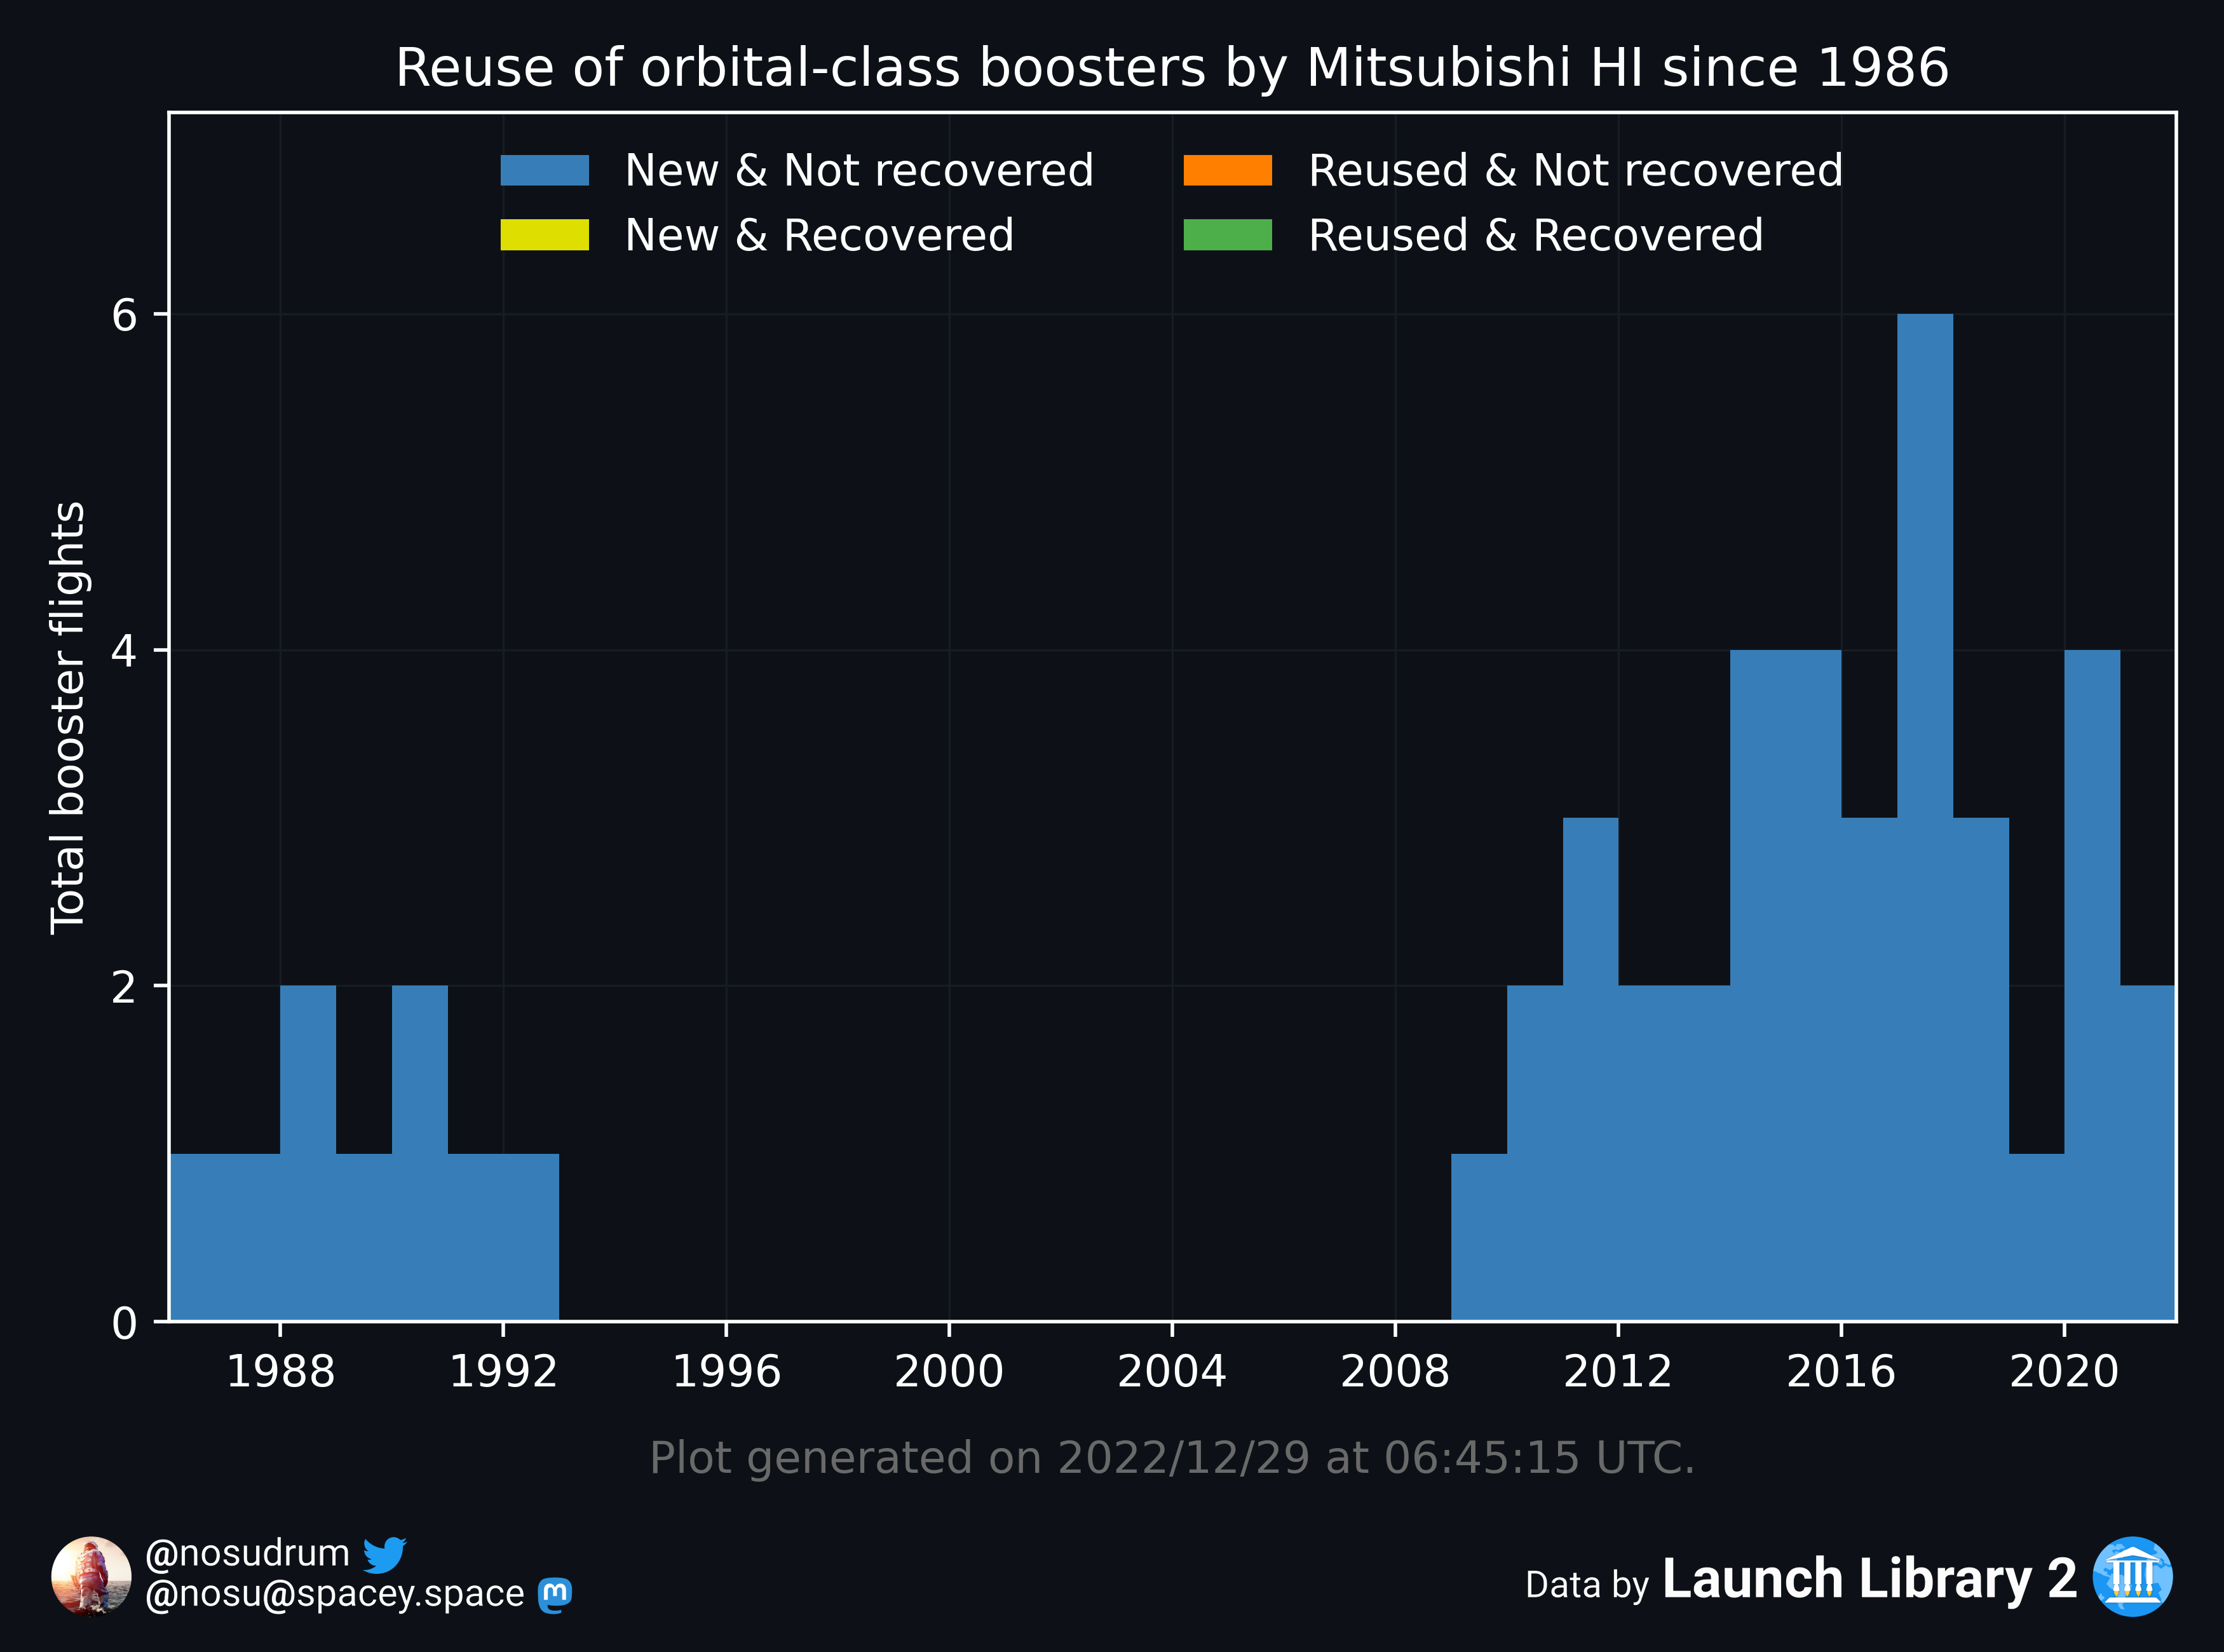 Reuse of orbital-class boosters by Mitsubishi HI since 1986
New & Not recovered
New & Recovered
Reused & Not recovered
Reused & Recovered
Total booster flights
6
4
2
0
1988 1992 1996 2000 2004 2008 2012 2016 2020
Plot generated on 2022/12/29 at 06:45:15 UTC.
@nosudrum
@nosu@spacey.space
Data by Launch Library 2